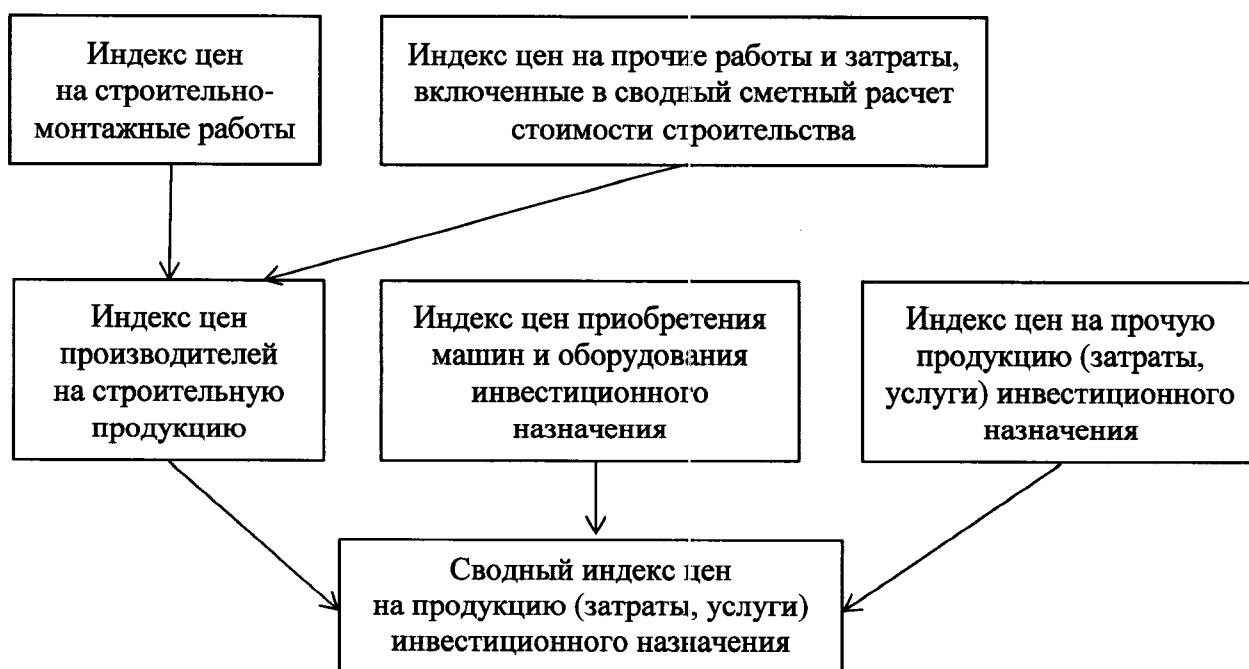 Индекс цен
на строительно-
монтажные работы
Индекс цен на прочие работы и затраты,
включенные в сводный сметный расчет
стоимости строительства
Индекс цен
производителей
на строительную
продукцию
Индекс цен приобретения
машин и оборудования
инвестиционного
назначения
Индекс цен на прочую
продукцию (затраты,
услуги) инвестиционного
назначения
Сводный индекс цен
на продукцию (затраты, услуги)
инвестиционного назначения